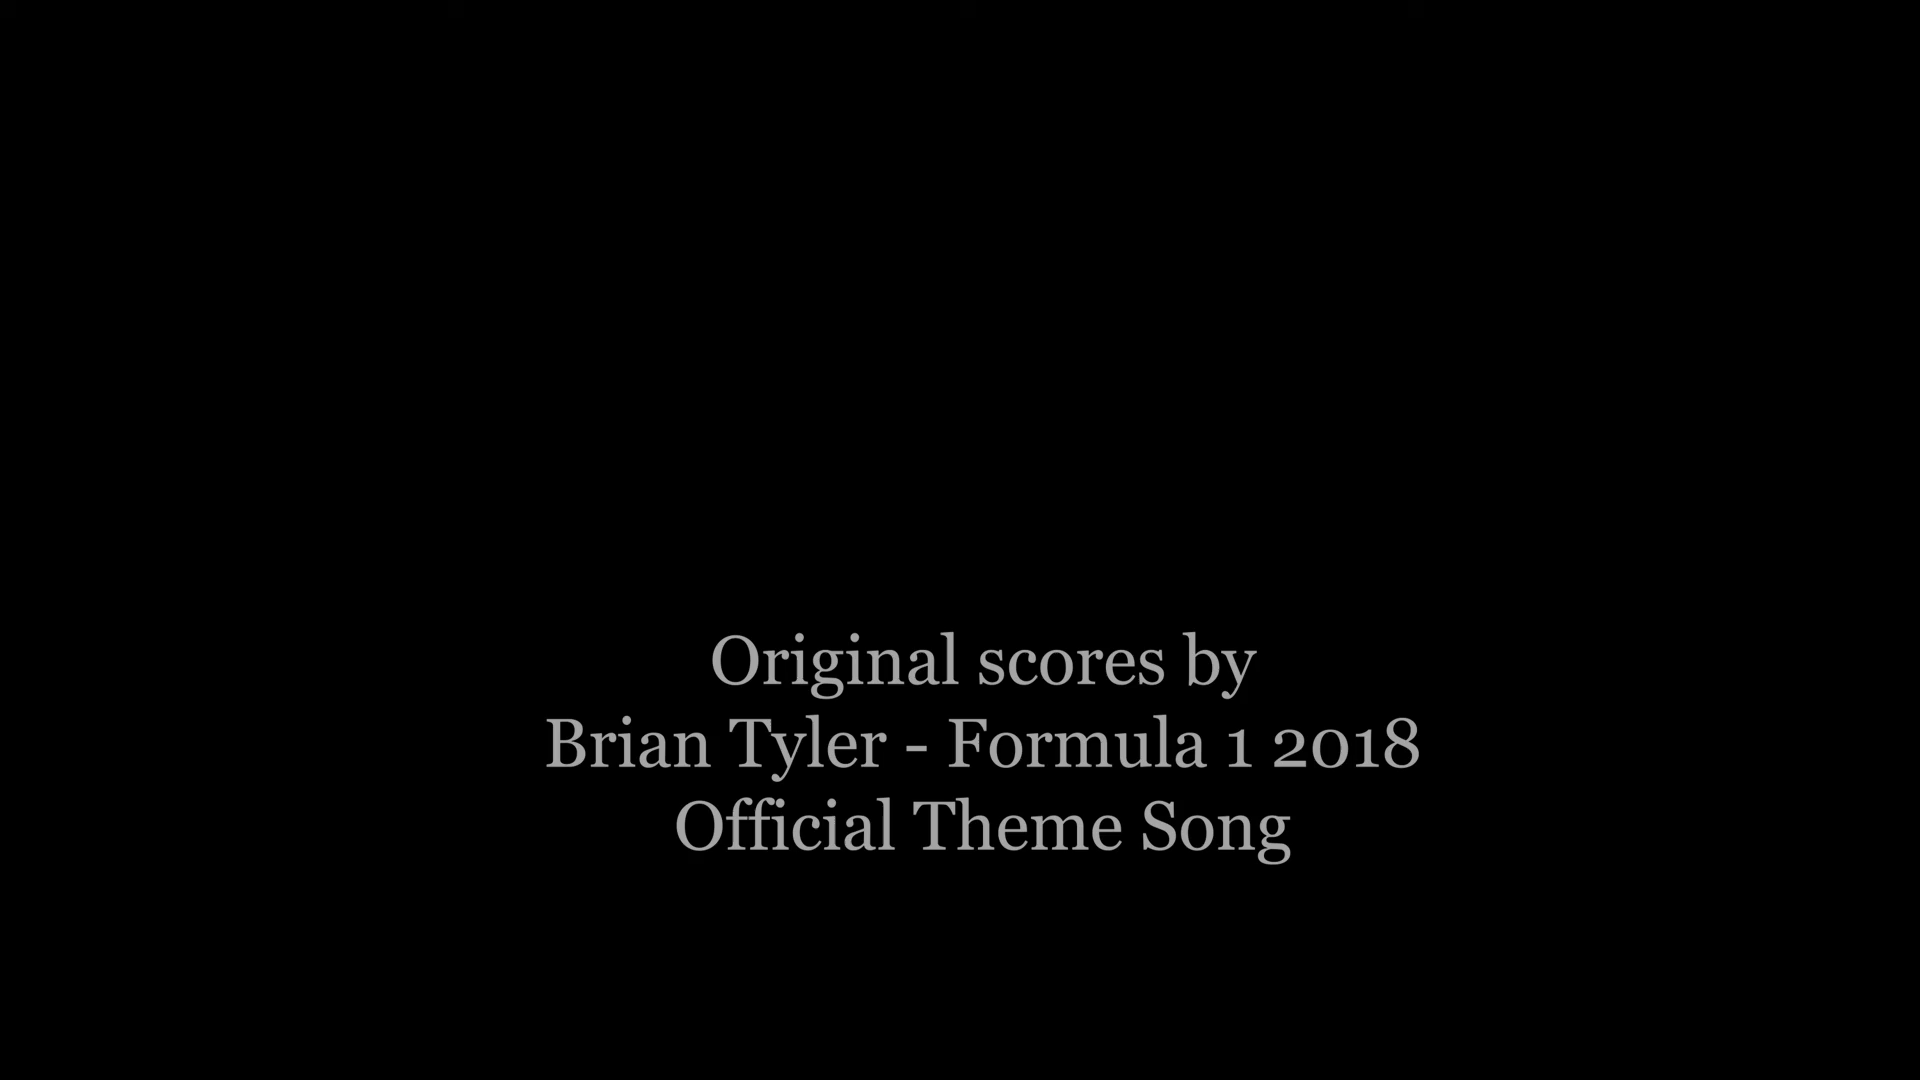 Original scores by
Brian Tyler - Formula 1 2018
Official Theme Song